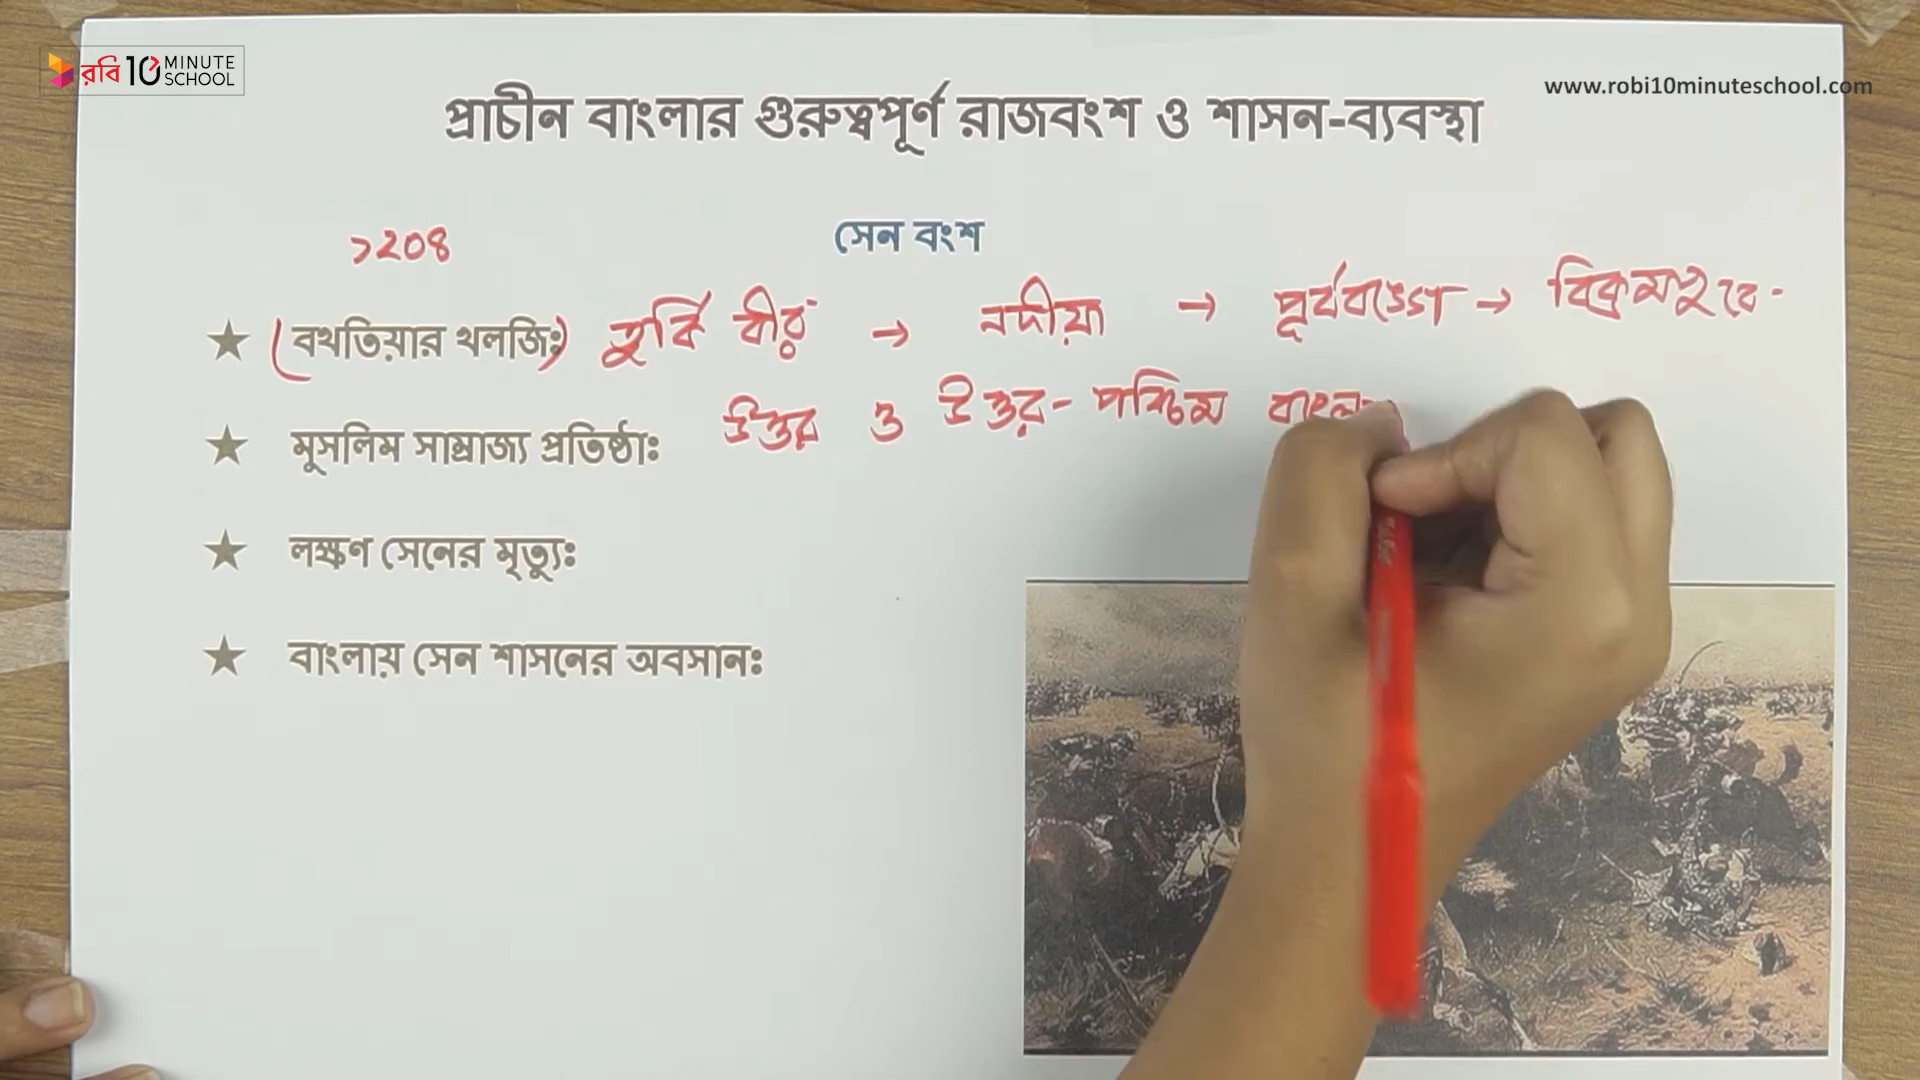 রবি 10 MINUTE SCHOOL
www.robi10minuteschool.com
প্রাচীন বাংলার গুরুত্বপূর্ণ রাজবংশ ও শাসন-ব্যবস্থা
সেন বংশ
১২০৪
★ (বখতিয়ার খলজিঃ) তুর্কি বীর → নদীয়া → পূর্ববঙ্গে → বিক্রমপুরে -
উত্তর ও উত্তর- পশ্চিম
★ মুসলিম সাম্রাজ্য প্রতিষ্ঠাঃ
★ লক্ষণ সেনের মৃত্যুঃ
★ বাংলায় সেন শাসনের অবসানঃ